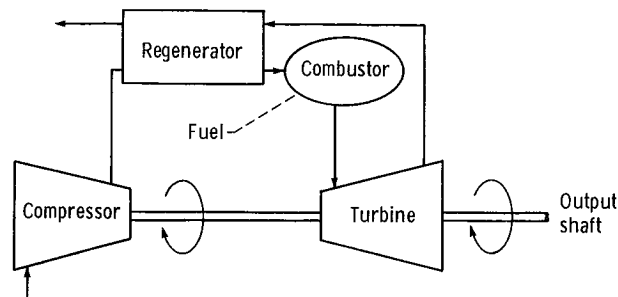 Regenerator
Combustor
Fuel
Compressor
Turbine
Output
shaft